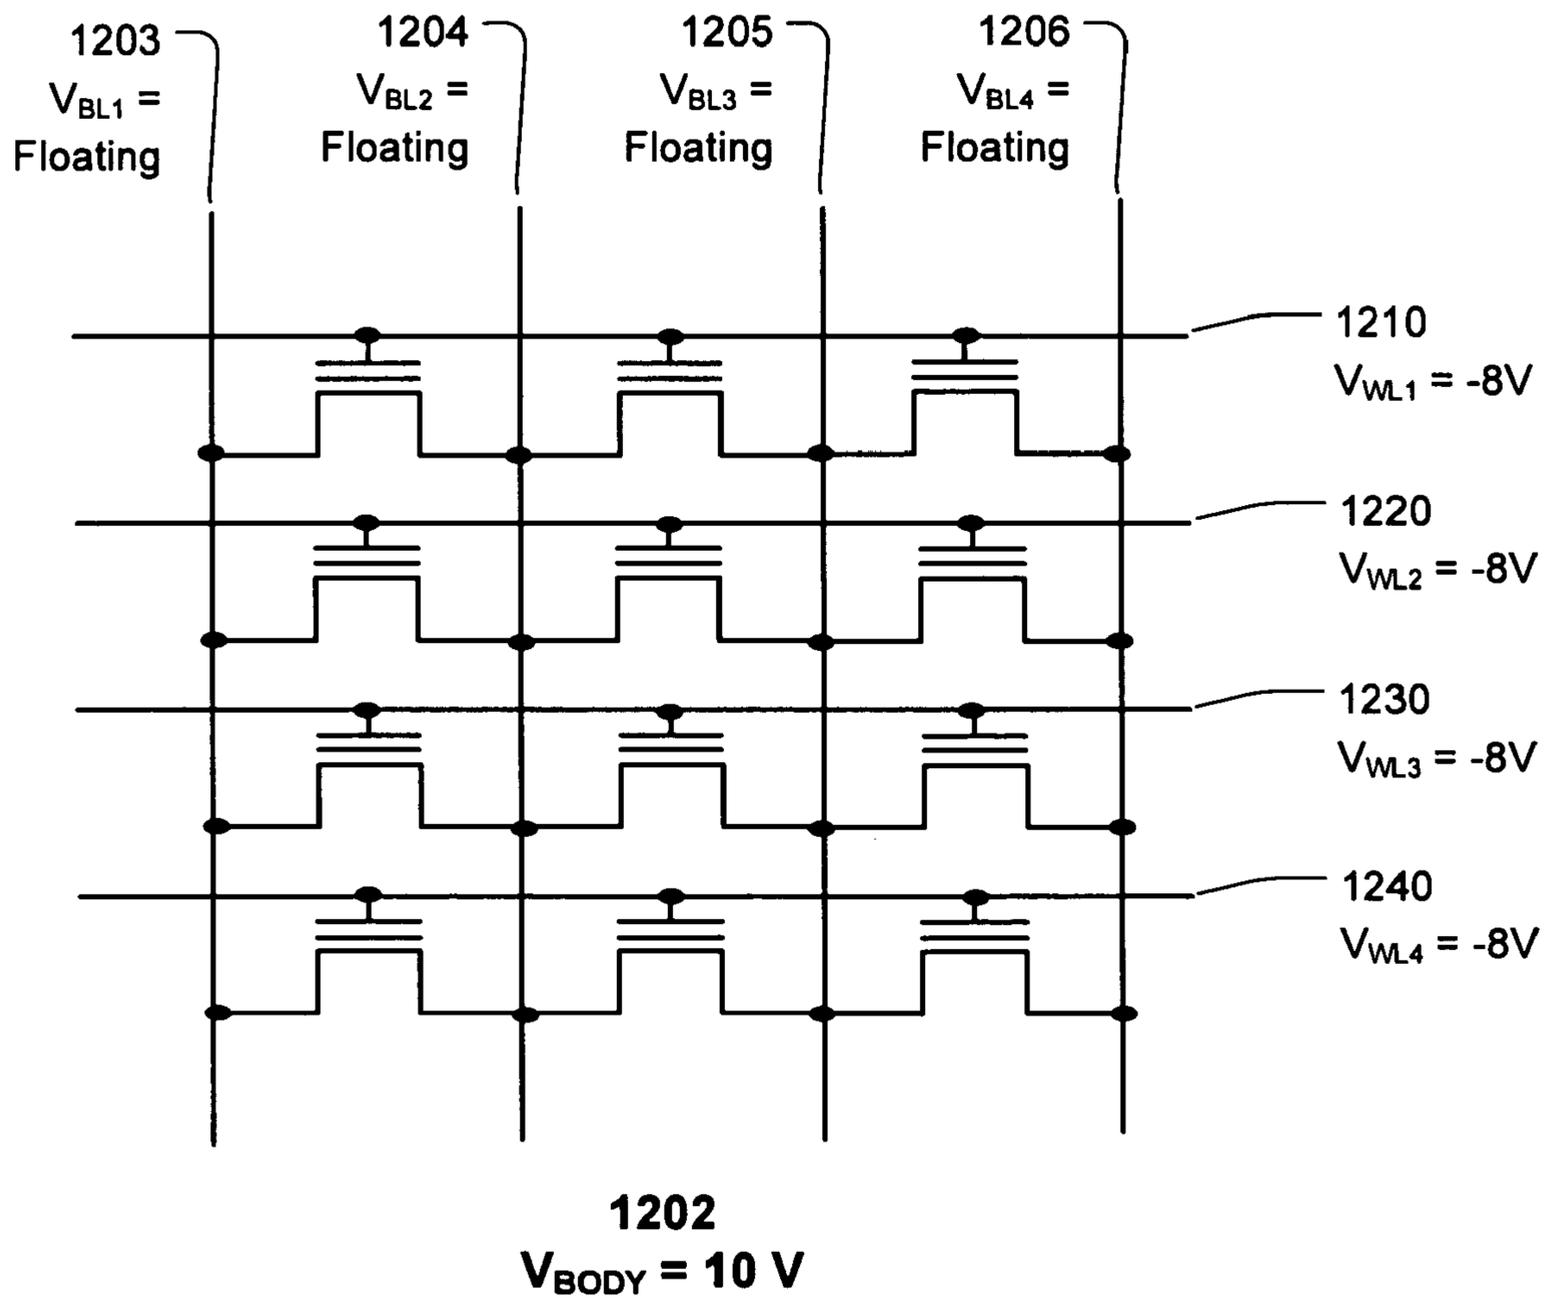 1203
VBL1 =
Floating
1204
VBL2 =
Floating
1205
VBL3 =
Floating
1206
VBL4 =
Floating
1210
VWL1 = -8V
1220
VWL2 = -8V
1230
VWL3 = -8V
1240
VWL4 = -8V
1202
VBODY = 10 V